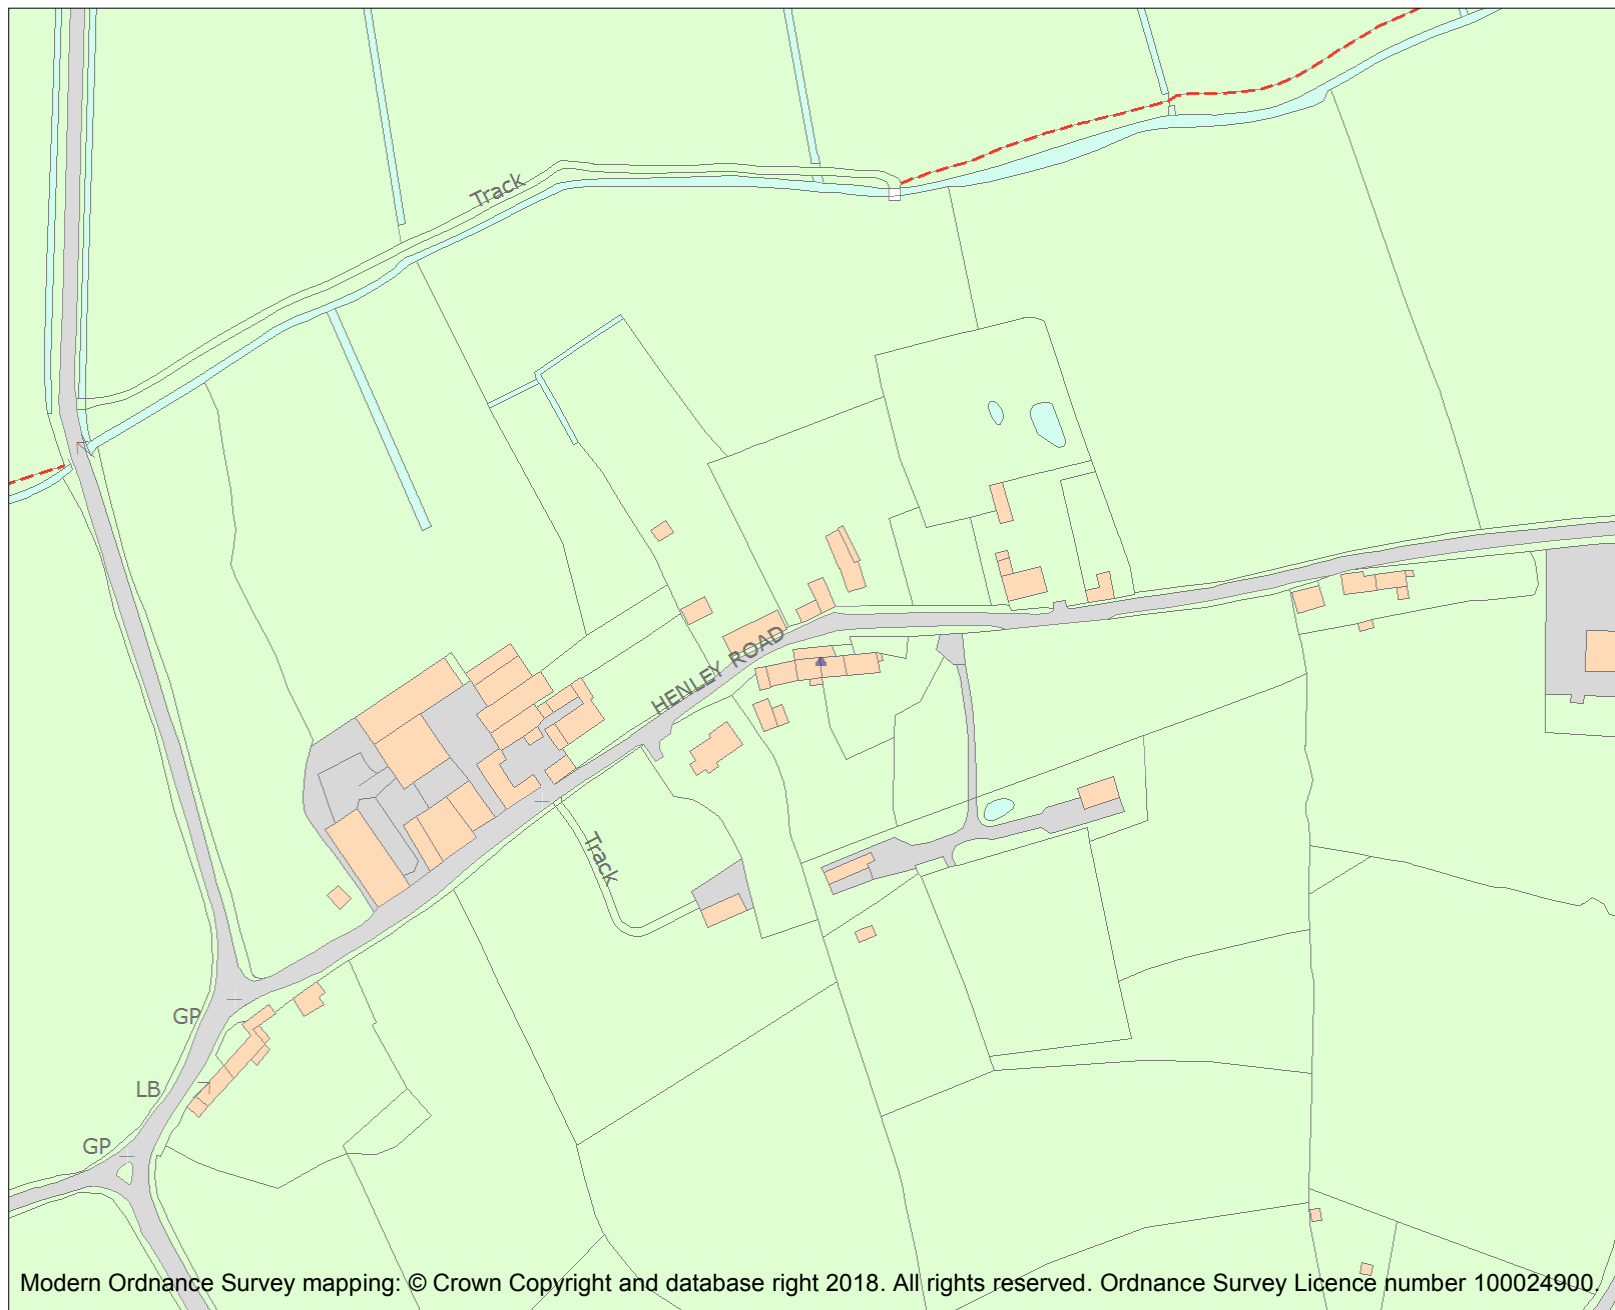 Track
HENLEY ROAD
Track
GP
LB
GP
Modern Ordnance Survey mapping: © Crown Copyright and database right 2018. All rights reserved. Ordnance Survey Licence number 100024900.